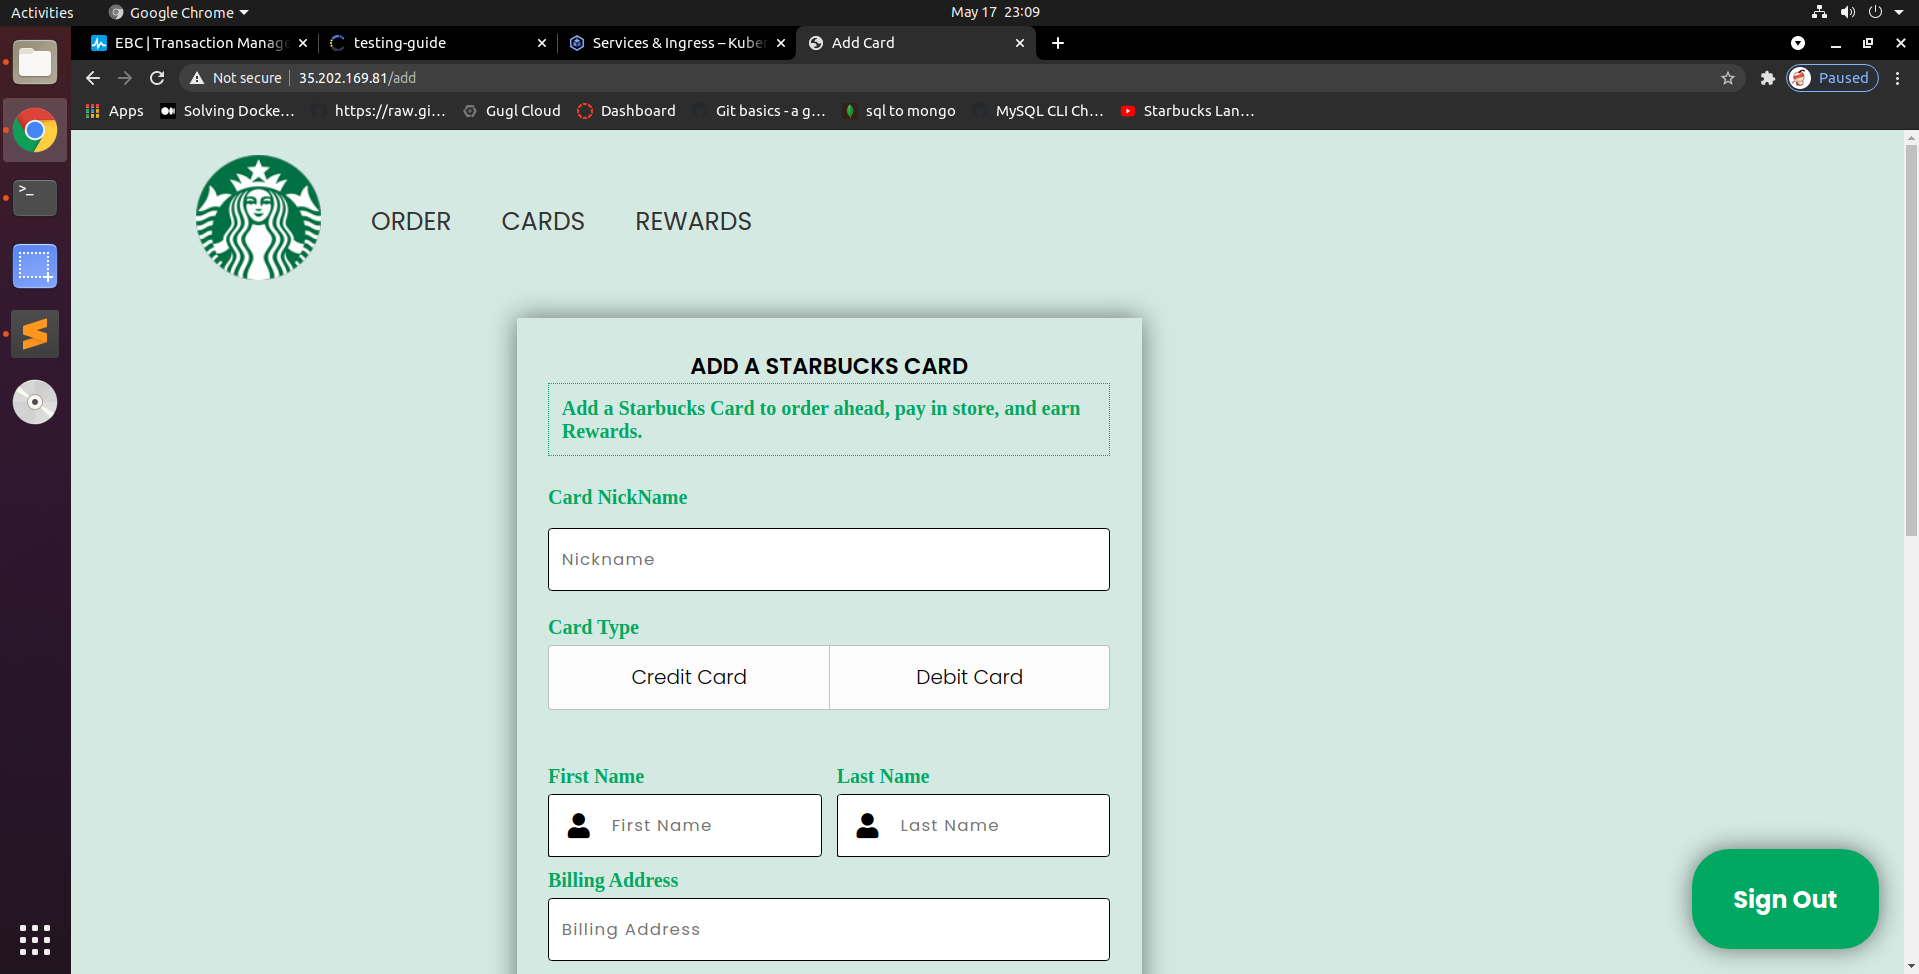 Activities
Google Chrome
May 17 23:09
EBC | Transaction Manage
testing-guide
Services & Ingress – Kuber
Add Card
Not secure
35.202.169.81/add
Paused
Apps
Solving Docke...
https://raw.gi...
Gugl Cloud
Dashboard
Git basics - a g...
sql to mongo
MySQL CLI Ch...
Starbucks Lan...
ORDER
CARDS
REWARDS
ADD A STARBUCKS CARD
Add a Starbucks Card to order ahead, pay in store, and earn
Rewards.
Card NickName
Nickname
Card Type
Credit Card
Debit Card
First Name
Last Name
First Name
Last Name
Billing Address
Billing Address
Sign Out